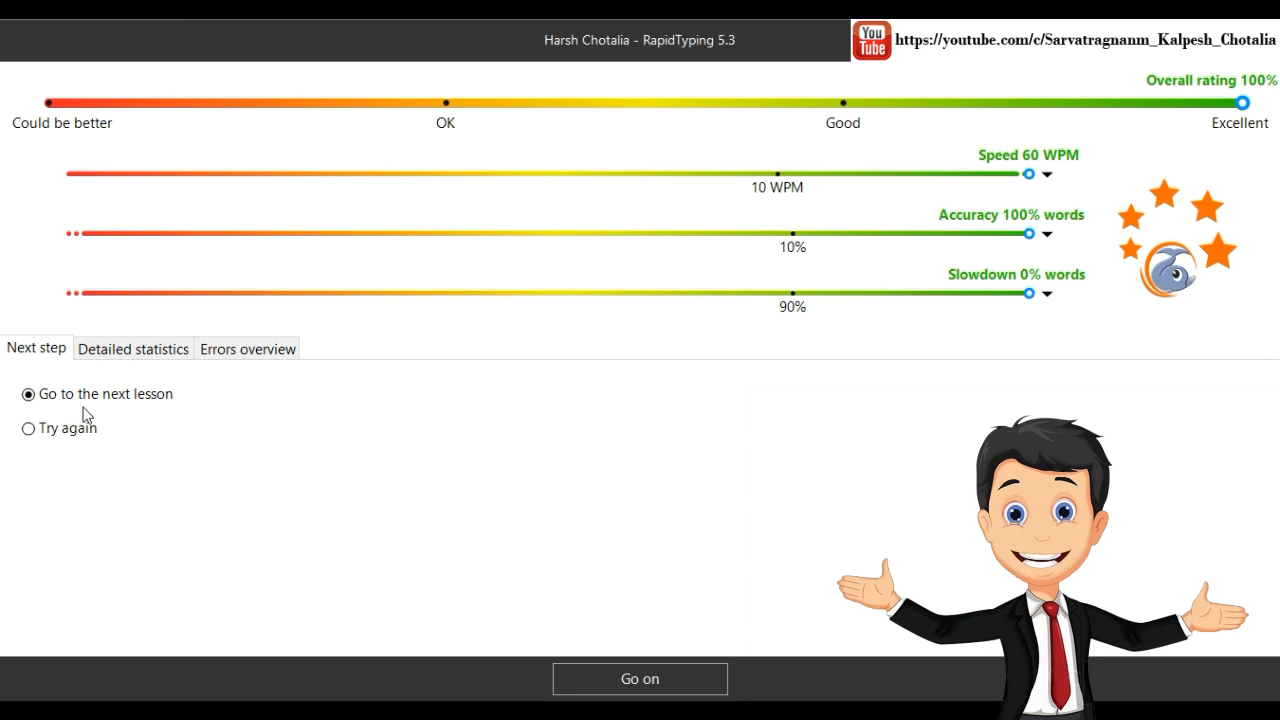 Harsh Chotalia - RapidTyping 5.3
You
Tube
https://youtube.com/c/Sarvatragnanm_Kalpesh_Chotalia
Overall rating 100%
Could be better
OK
Good
Excellent
Speed 60 WPM
10 WPM
Accuracy 100% words
10%
Slowdown 0% words
90%
Next step
Detailed statistics
Errors overview
Go to the next lesson
Try again
Go on